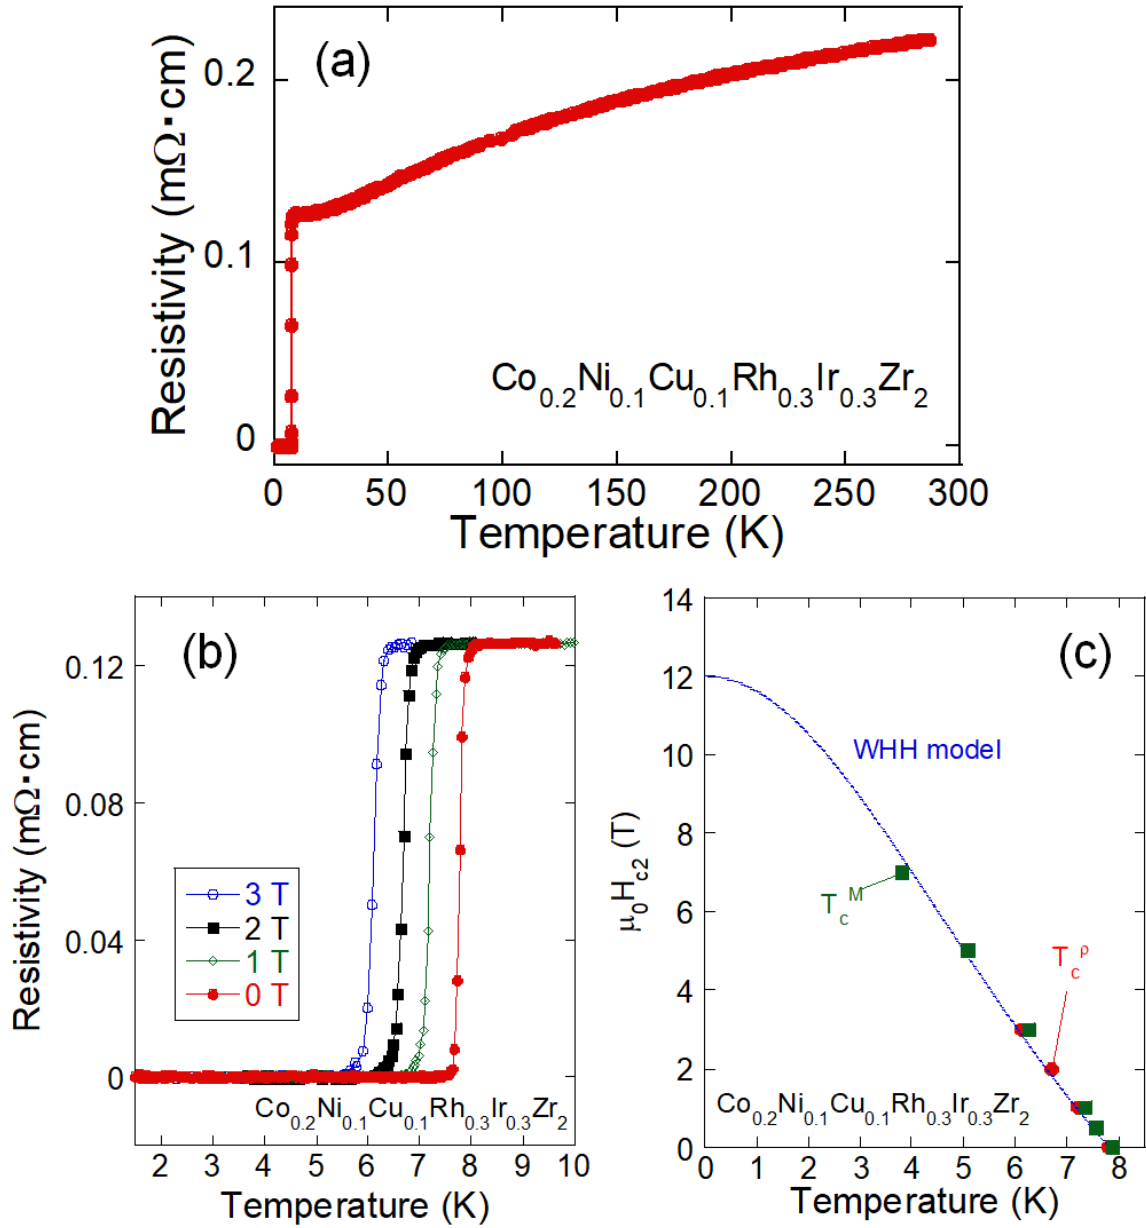 (a)
Resistivity (mΩ·cm)
0.2
0.1
0
Co0.2Ni0.1Cu0.1Rh0.3Ir0.3Zr2
0 50 100 150 200 250 300
Temperature (K)
(b)
Resistivity (mΩ·cm)
0.12
0.08
0.04
0
3 T
2 T
1 T
0 T
Co0.2Ni0.1Cu0.1Rh0.3Ir0.3Zr2
2 3 4 5 6 7 8 9 10
Temperature (K)
(c)
μ0Hc2 (T)
14
12
10
8
6
4
2
0
WHH model
TcM
Tcρ
Co0.2Ni0.1Cu0.1Rh0.3Ir0.3Zr2
0 1 2 3 4 5 6 7 8
Temperature (K)